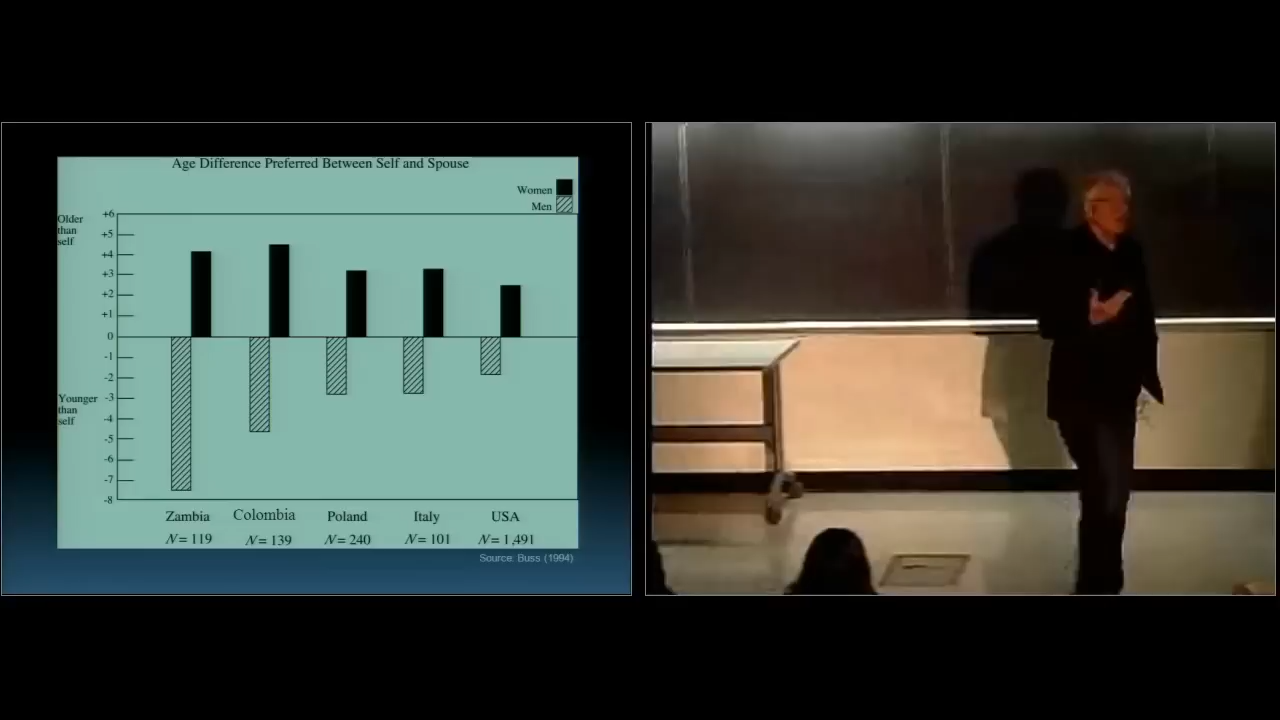 Age Difference Preferred Between Self and Spouse
Women
Men
Older
than
self
+6
+5
+4
+3
+2
+1
0
-1
-2
-3
-4
-5
-6
-7
-8
Younger
than
self
Zambia Colombia Poland Italy USA
N = 119 N = 139 N = 240 N = 101 N = 1,491
Source: Buss (1994)